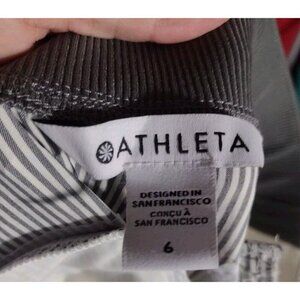 ATHLETA
DESIGNED IN
SAN FRANCISCO
CONÇU À
SAN FRANCISCO
6